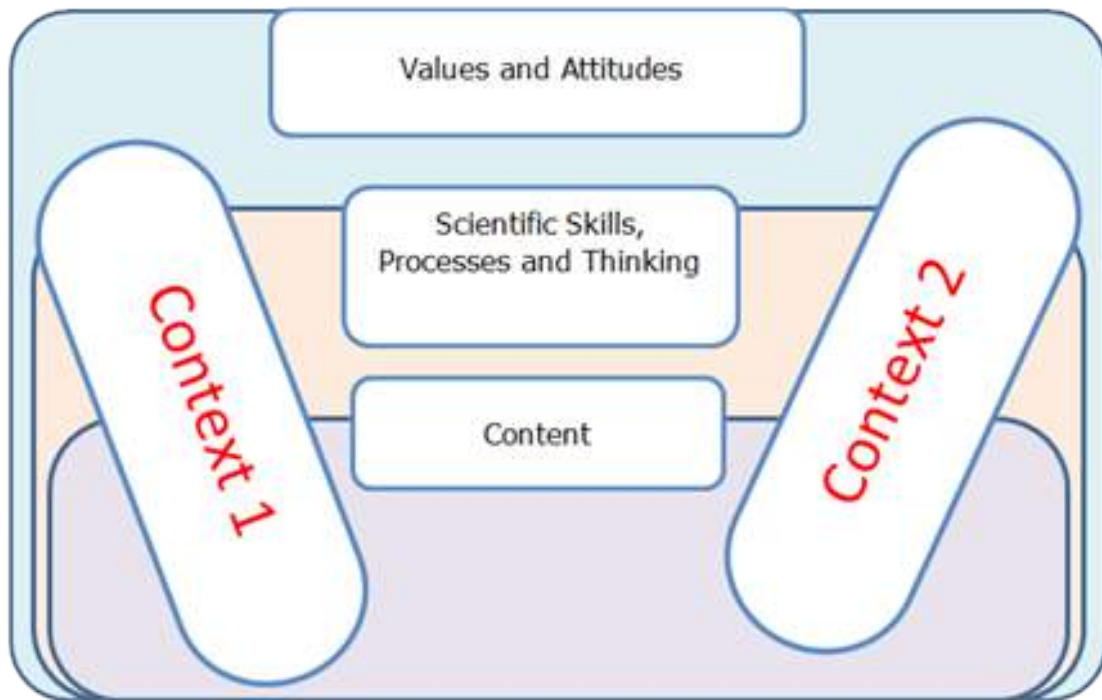 Values and Attitudes
Scientific Skills,
Processes and Thinking
Context 1
Context 2
Content